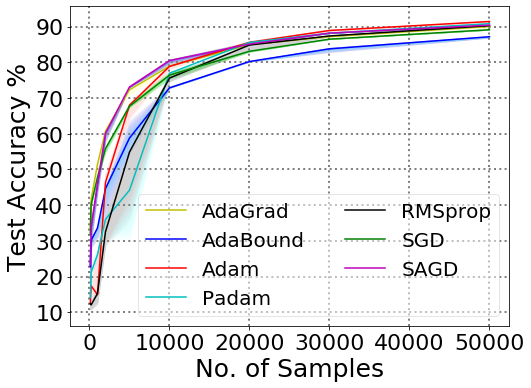 Test Accuracy %
90
80
70
60
50
40
30
20
10
AdaGrad
AdaBound
Adam
Padam
RMSprop
SGD
SAGD
0 10000 20000 30000 40000 50000
No. of Samples